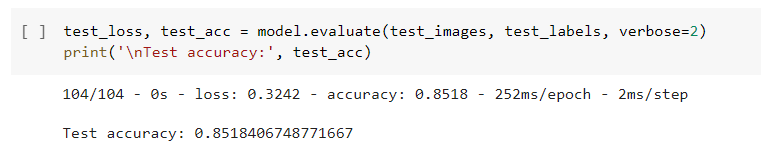 [ ] test_loss, test_acc = model.evaluate(test_images, test_labels, verbose=2)
print('\nTest accuracy:', test_acc)
104/104 - 0s - loss: 0.3242 - accuracy: 0.8518 - 252ms/epoch - 2ms/step
Test accuracy: 0.8518406748771667